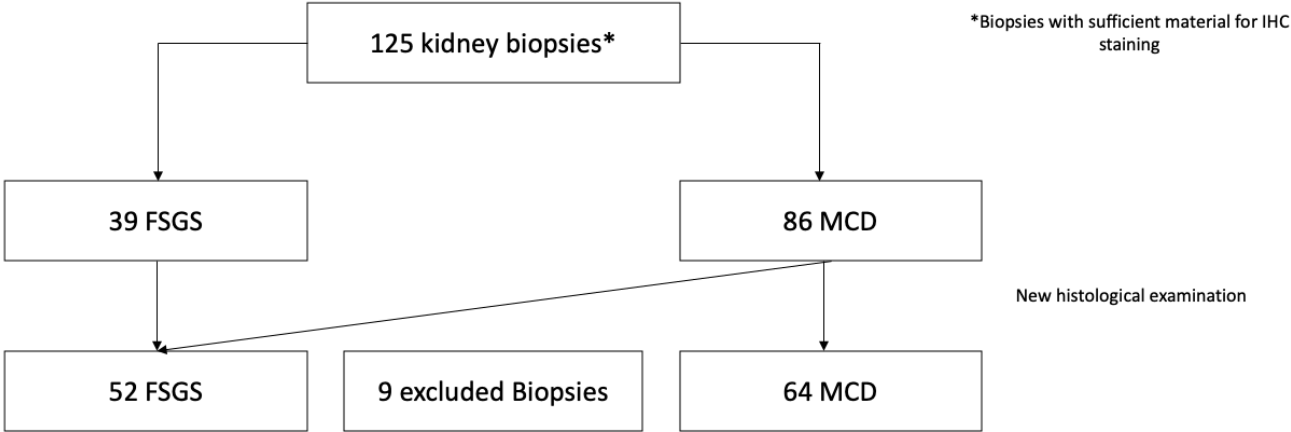 125 kidney biopsies*
*Biopsies with sufficient material for IHC
staining
39 FSGS
86 MCD
New histological examination
52 FSGS
9 excluded Biopsies
64 MCD